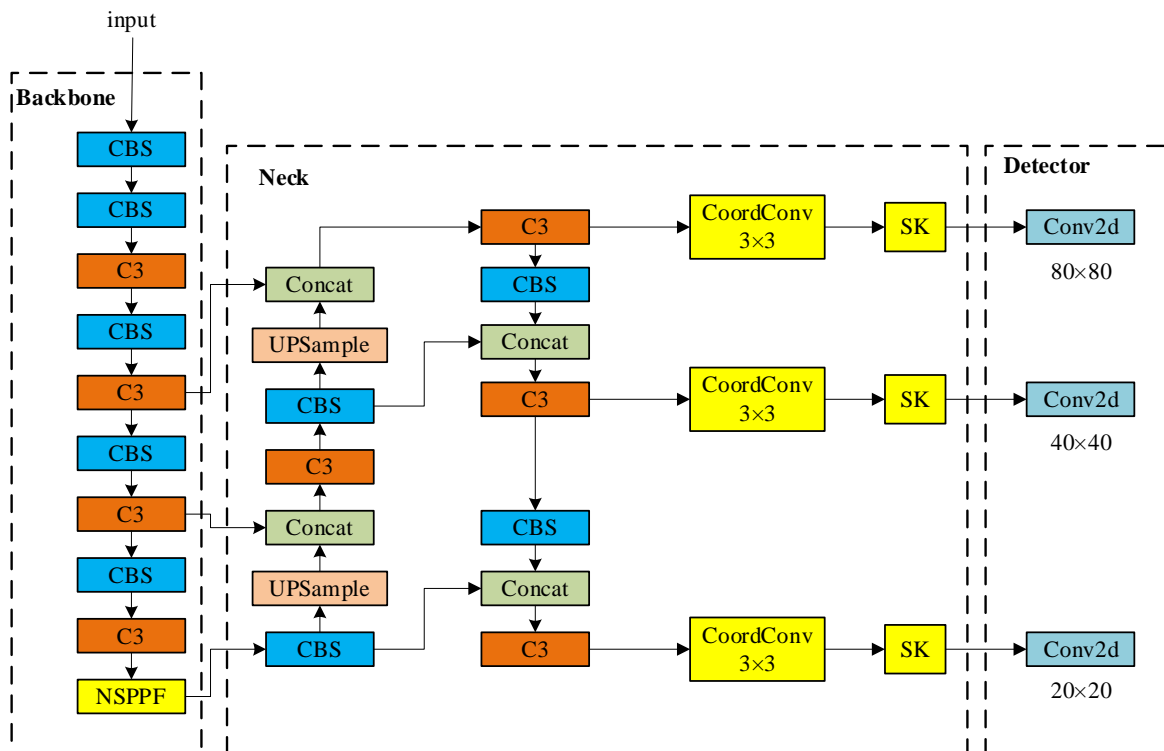 input
Backbone
CBS
CBS
C3
CBS
C3
CBS
C3
CBS
C3
NSPPF
Neck
Concat
UPSample
CBS
C3
Concat
UPSample
CBS
C3
CBS
Concat
C3
CBS
Concat
C3
CoordConv
3×3
SK
CoordConv
3×3
SK
CoordConv
3×3
SK
Detector
Conv2d
80×80
Conv2d
40×40
Conv2d
20×20